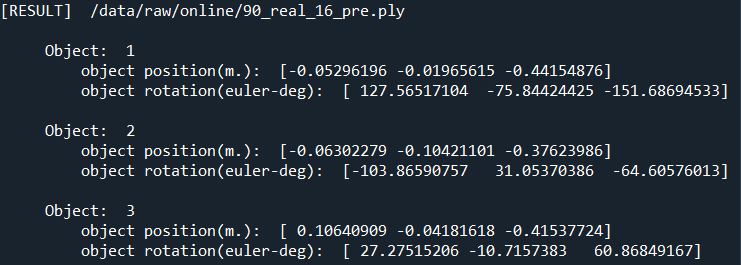 [RESULT]  /data/raw/online/90_real_16_pre.ply
Object:  1
object position(m.):  [-0.05296196 -0.01965615 -0.44154876]
object rotation(euler-deg):  [ 127.56517104  -75.84424425 -151.68694533]
Object:  2
object position(m.):  [-0.06302279 -0.10421101 -0.37623986]
object rotation(euler-deg):  [-103.86590757   31.05370386  -64.60576013]
Object:  3
object position(m.):  [ 0.10640909 -0.04181618 -0.41537724]
object rotation(euler-deg):  [ 27.27515206 -10.7157383   60.86849167]